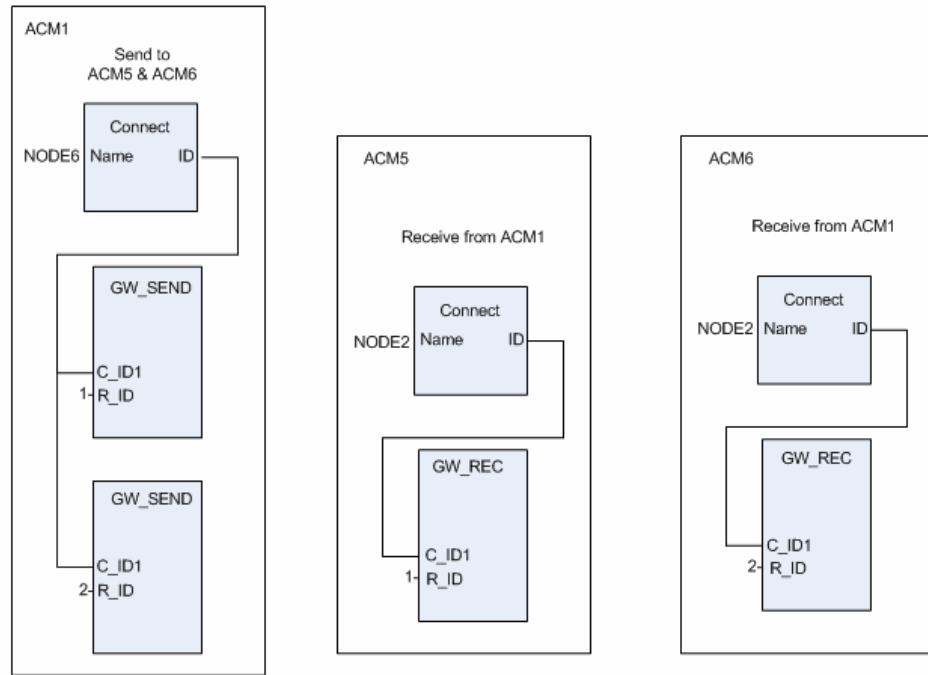 ACM1
Send to
ACM5 & ACM6
Connect
NODE6 Name ID
GW_SEND
C_ID1
1 R_ID
GW_SEND
C_ID1
2 R_ID
ACM5
Receive from ACM1
Connect
NODE2 Name ID
GW_REC
C_ID1
1 R_ID
ACM6
Receive from ACM1
Connect
NODE2 Name ID
GW_REC
C_ID1
2 R_ID